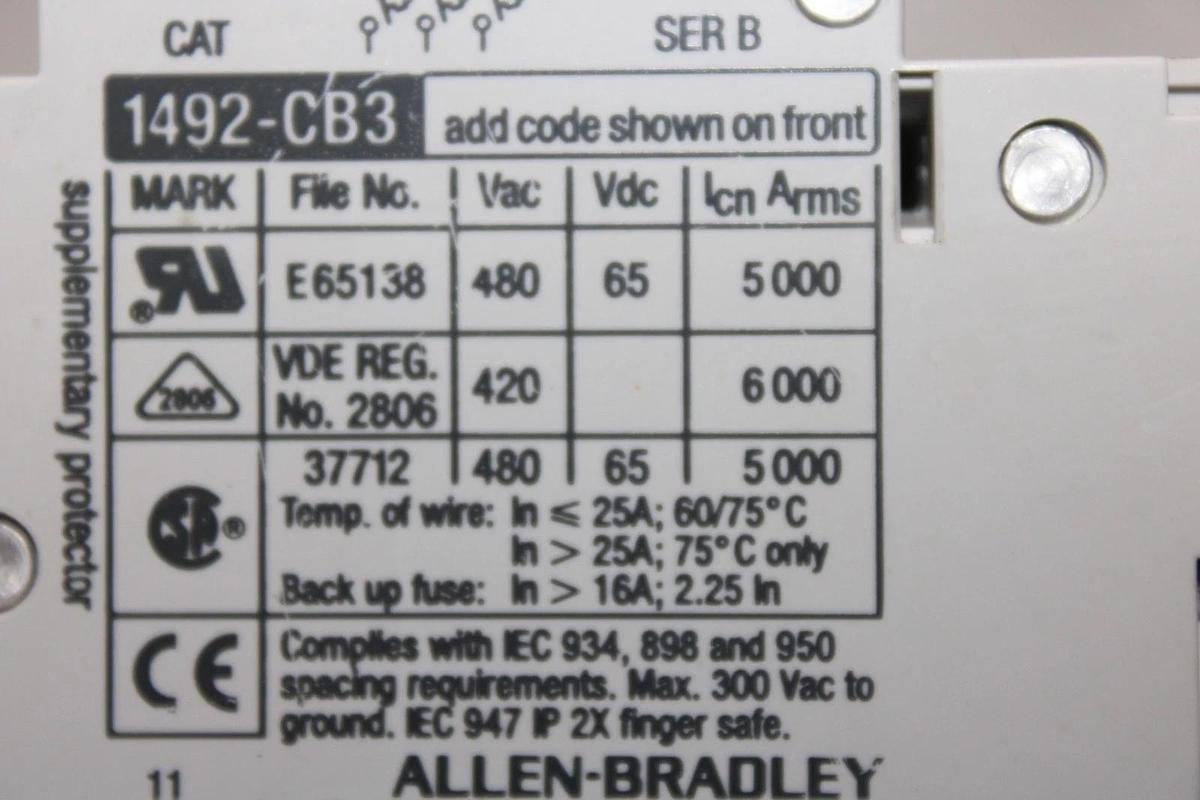 CAT SER B
1492-CB3 add code shown on front
MARK File No. Vac Vdc Icn Arms
RU® E65138 480 65 5000
2806 VDE REG. No. 2806 420 6000
SA® 37712 480 65 5000
Temp. of wire: In ≤ 25A; 60/75°C
In > 25A; 75°C only
Back up fuse: In > 16A; 2.25 In
CE Complies with IEC 934, 898 and 950
spacing requirements. Max. 300 Vac to
ground. IEC 947 IP 2X finger safe.
11 ALLEN-BRADLEY
supplementary protector